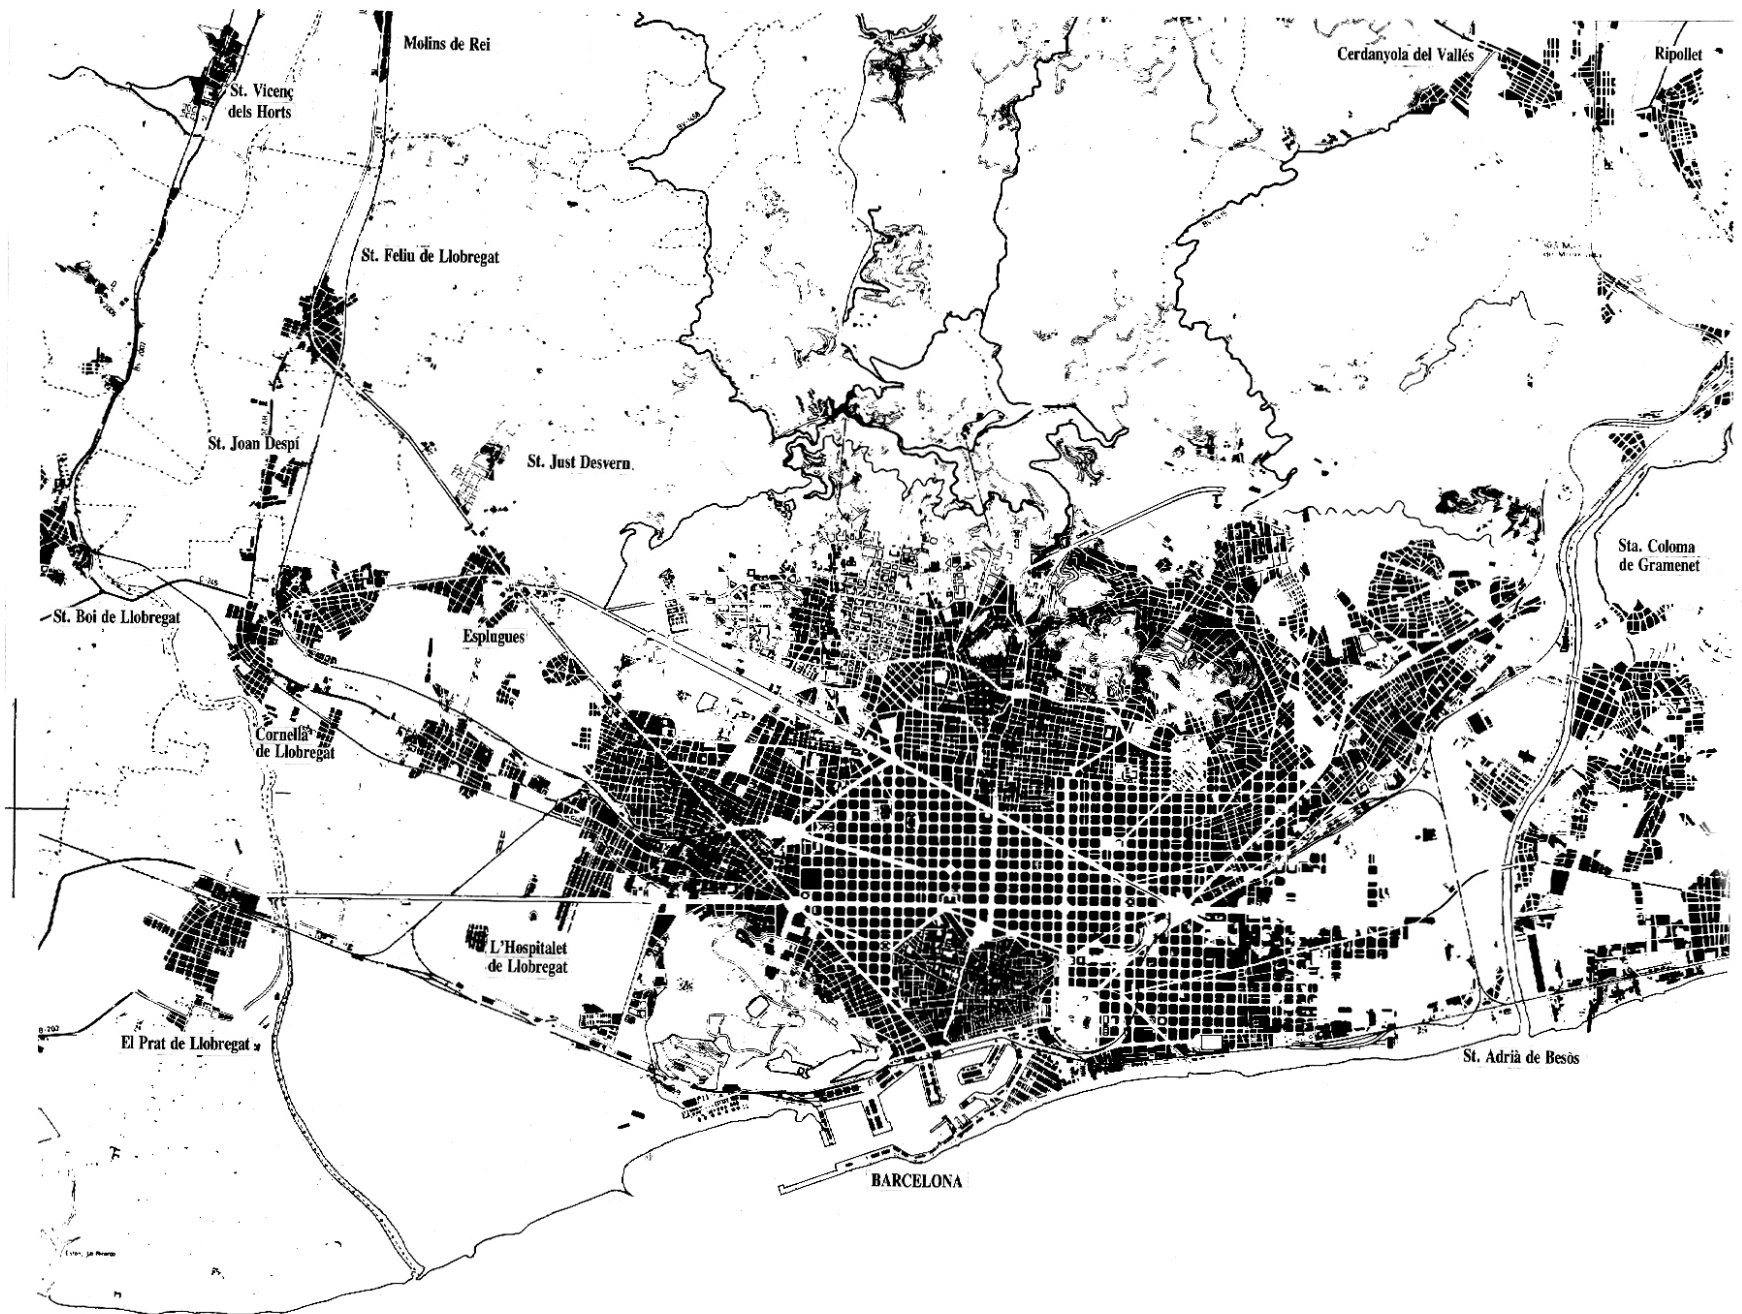 Molins de Rei
Cerdanyola del Vallés
Ripollet
St. Vicenç
dels Horts
St. Feliu de Llobregat
St. Joan Despí
St. Just Desvern
Sta. Coloma
de Gramenet
St. Boi de Llobregat
Esplugues
Cornellà
de Llobregat
L'Hospitalet
de Llobregat
El Prat de Llobregat
St. Adrià de Besòs
BARCELONA